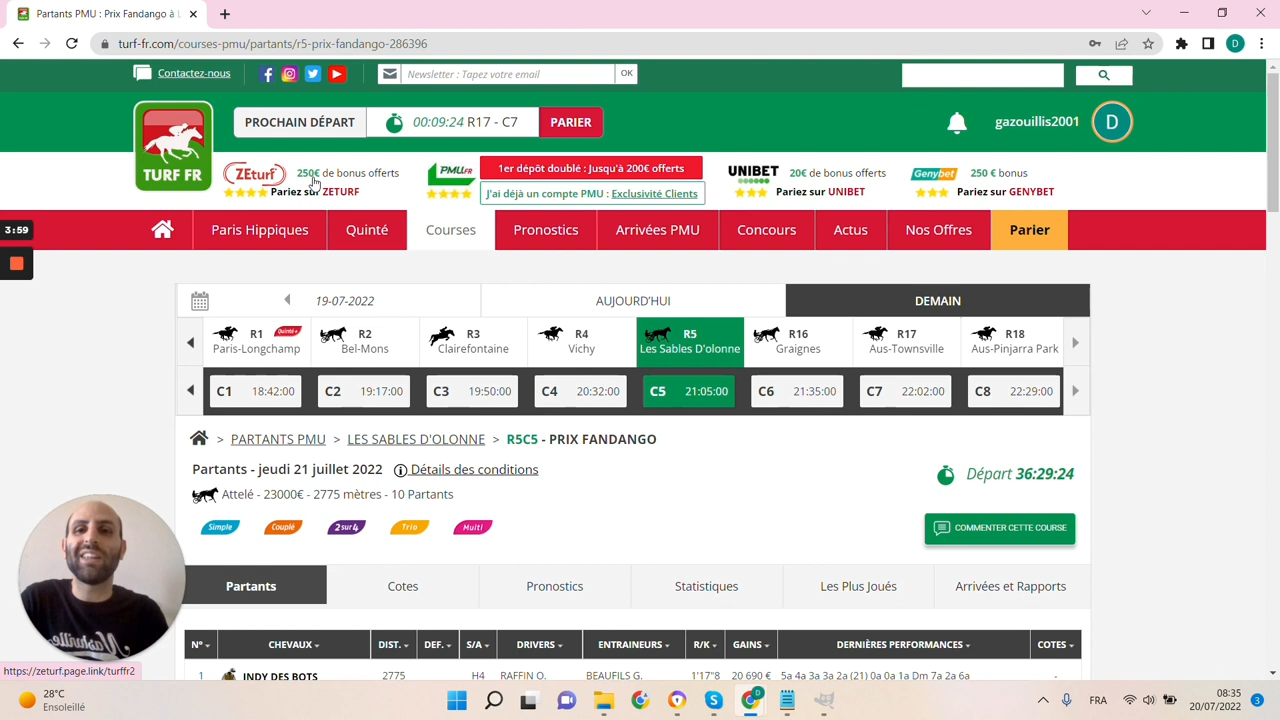 Partants PMU : Prix Fandango à L
turf-fr.com/courses-pmu/partants/r5-prix-fandango-286396
Contactez-nous
Newsletter : Tapez votre email
OK
TURF FR
PROCHAIN DÉPART
00:09:24 R17 - C7
PARIER
gazouillis2001
D
ZEturf
250€ de bonus offerts
Pariez sur ZETURF
PMU.FR
1er dépôt doublé : Jusqu'à 200€ offerts
J'ai déjà un compte PMU : Exclusivité Clients
UNIBET
20€ de bonus offerts
Pariez sur UNIBET
Genybet
250 € bonus
Pariez sur GENYBET
3:59
Paris Hippiques
Quinté
Courses
Pronostics
Arrivées PMU
Concours
Actus
Nos Offres
Parier
19-07-2022
AUJOURD'HUI
DEMAIN
R1 Quinté+
Paris-Longchamp
R2
Bel-Mons
R3
Clairefontaine
R4
Vichy
R5
Les Sables D'olonne
R16
Graignes
R17
Aus-Townsville
R18
Aus-Pinjarra Park
C1 18:42:00
C2 19:17:00
C3 19:50:00
C4 20:32:00
C5 21:05:00
C6 21:35:00
C7 22:02:00
C8 22:29:00
> PARTANTS PMU > LES SABLES D'OLONNE > R5C5 - PRIX FANDANGO
Partants - jeudi 21 juillet 2022 Détails des conditions
Départ 36:29:24
Attelé - 23000€ - 2775 mètres - 10 Partants
Simple
Couplé
2sur4
Trio
Multi
COMMENTER CETTE COURSE
Partants
Cotes
Pronostics
Statistiques
Les Plus Joués
Arrivées et Rapports
N° CHEVAUX DIST. DEF. S/A DRIVERS ENTRAINEURS R/K GAINS DERNIÈRES PERFORMANCES COTES
1 INDY DES BOTS 2775 H4 RAFFIN O. BEAUFILS G. 1'17"8 20 690 € 5a 4a 3a 3a 2a (21) 0a 0a 1a Dm 7a 2a 6a -
Nashville
https://zeturf.page.link/turffr2
28°C
Ensoleillé
D
FRA
08:35
20/07/2022
3